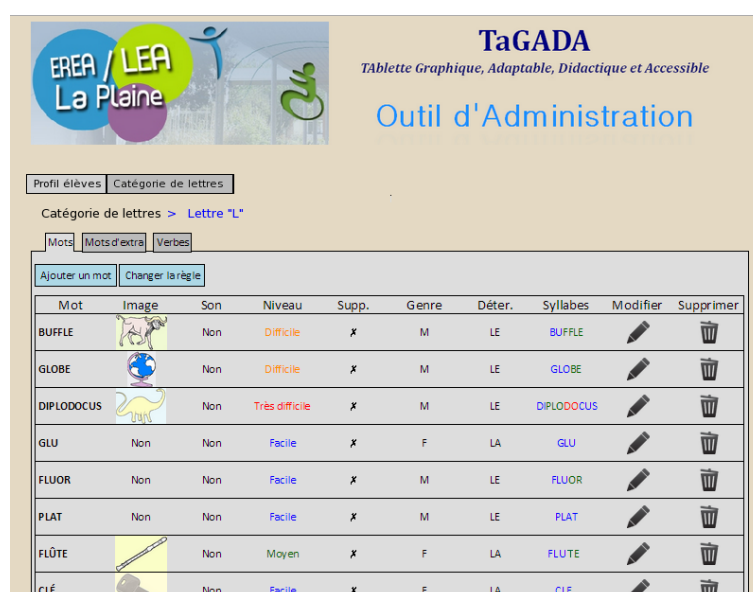 EREA / LEA
La Plaine
TaGADA
TAblette Graphique, Adaptable, Didactique et Accessible
Outil d'Administration
Profil élèves Catégorie de lettres
Catégorie de lettres > Lettre "L"
Mots Mots d'extra Verbes
Ajouter un mot Changer la règle
Mot Image Son Niveau Supp. Genre Déter. Syllabes Modifier Supprimer
BUFFLE Non Difficile ✗ M LE BUFFLE
GLOBE Non Difficile ✗ M LE GLOBE
DIPLODOCUS Non Très difficile ✗ M LE DIPLODOCUS
GLU Non Non Facile ✗ F LA GLU
FLUOR Non Non Facile ✗ M LE FLUOR
PLAT Non Non Facile ✗ M LE PLAT
FLÛTE Non Moyen ✗ F LA FLUTE
CLÉ Non Facile ✗ F LA CLE